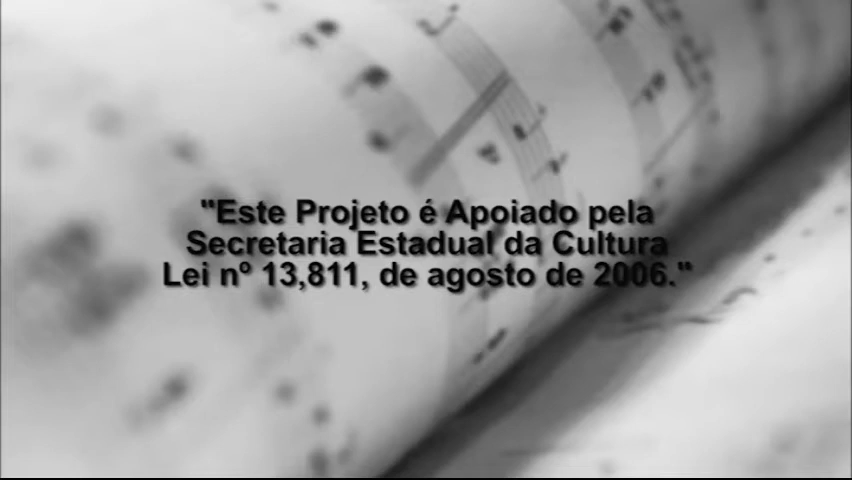 "Este Projeto é Apoiado pela
Secretaria Estadual da Cultura
Lei nº 13,811, de agosto de 2006."